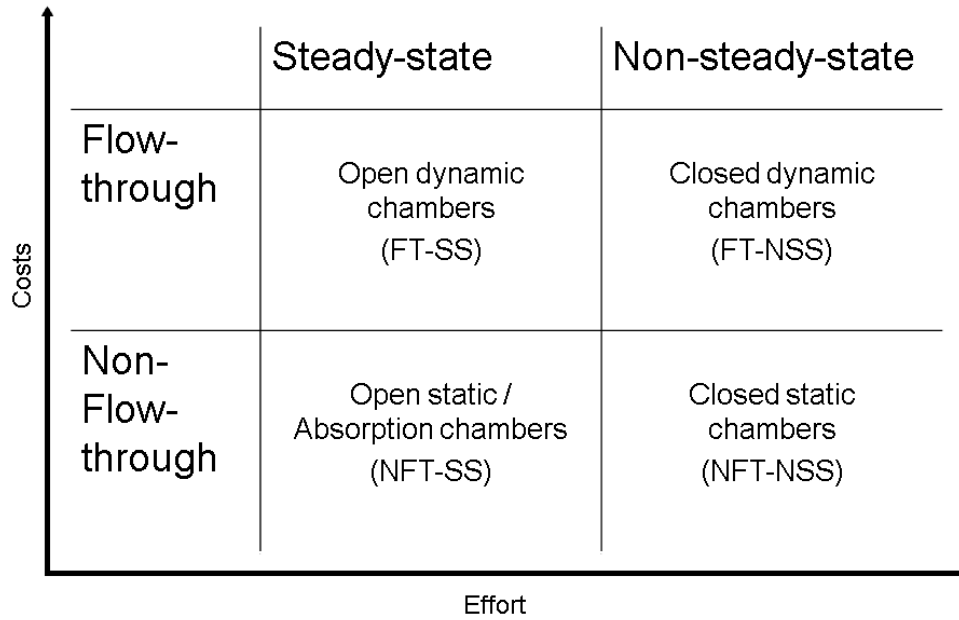 Steady-state
Non-steady-state
Flow-
through
Open dynamic
chambers
(FT-SS)
Closed dynamic
chambers
(FT-NSS)
Costs
Non-
Flow-
through
Open static /
Absorption chambers
(NFT-SS)
Closed static
chambers
(NFT-NSS)
Effort